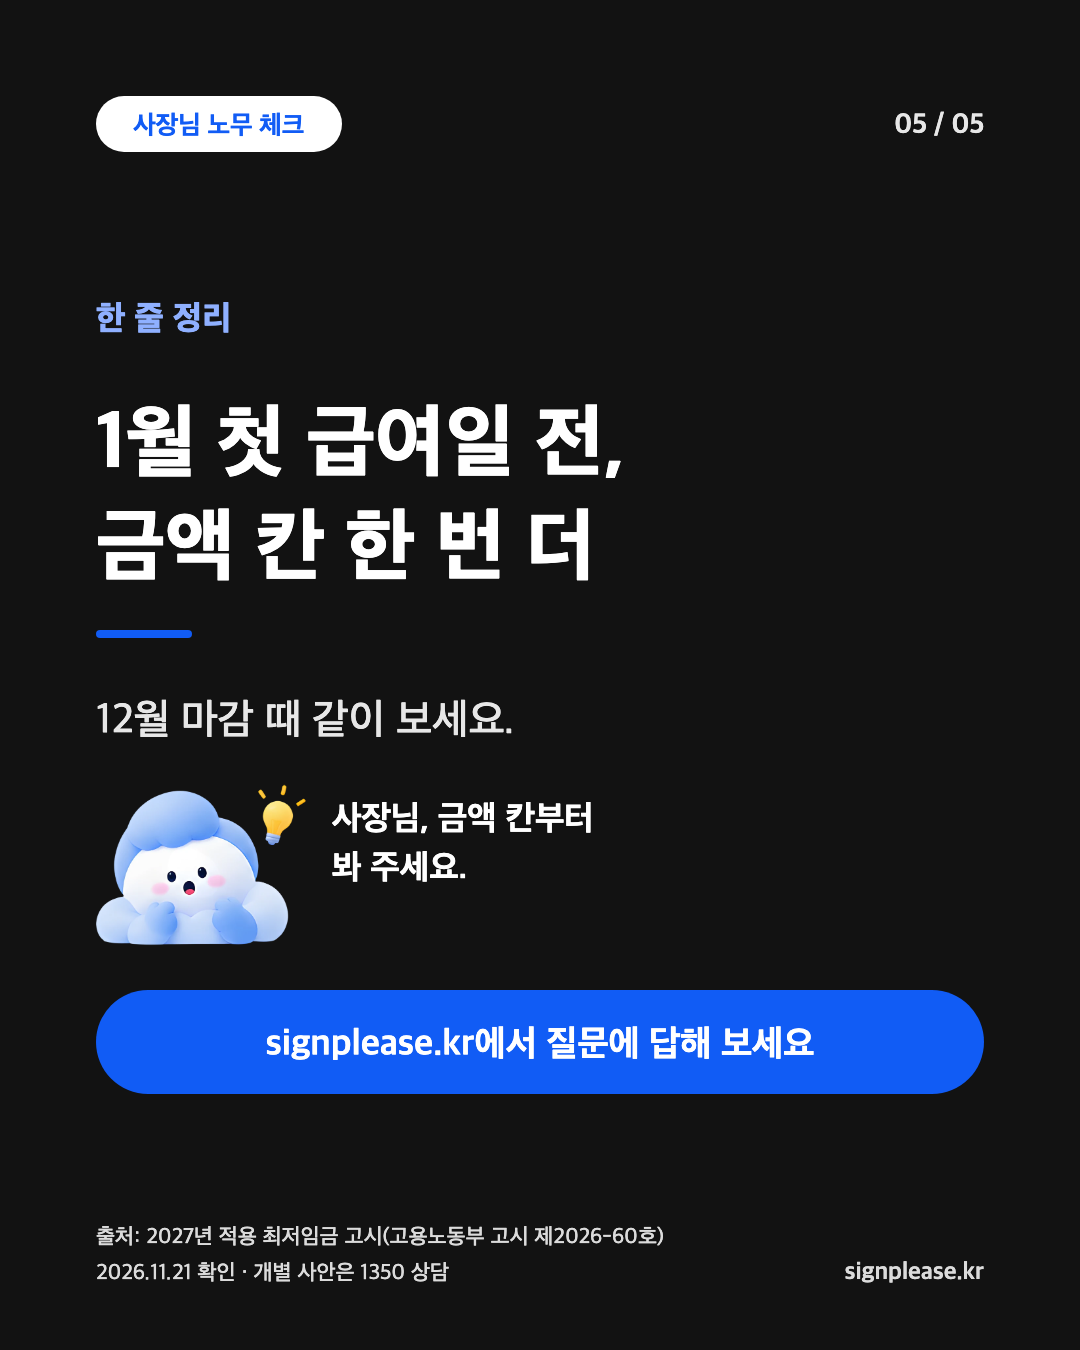 사장님 노무 체크
05 / 05
한 줄 정리
1월 첫 급여일 전,
금액 칸 한 번 더
12월 마감 때 같이 보세요.
사장님, 금액 칸부터
봐 주세요.
signplease.kr에서 질문에 답해 보세요
출처: 2027년 적용 최저임금 고시(고용노동부 고시 제2026-60호)
2026.11.21 확인 · 개별 사안은 1350 상담
signplease.kr